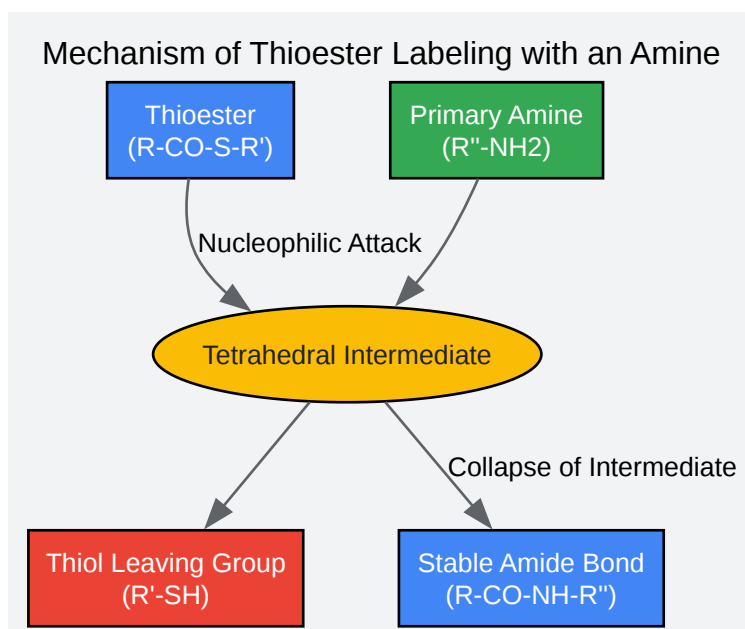 Mechanism of Thioester Labeling with an Amine
Thioester
(R-CO-S-R')
Primary Amine
(R''-NH2)
Nucleophilic Attack
Tetrahedral Intermediate
Collapse of Intermediate
Thiol Leaving Group
(R'-SH)
Stable Amide Bond
(R-CO-NH-R'')